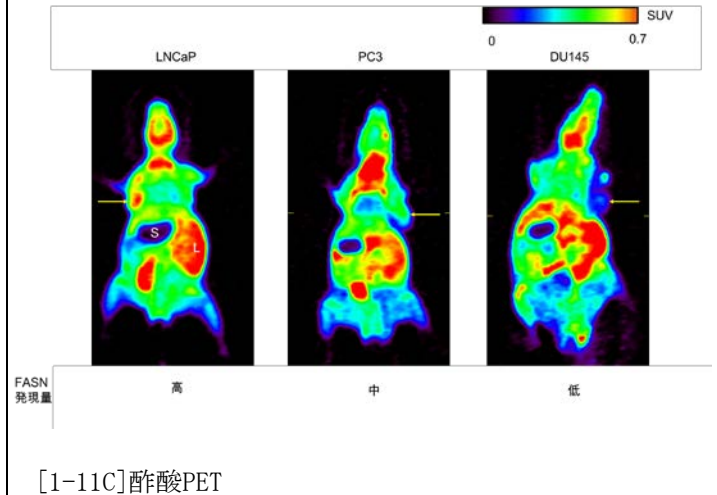 SUV
0 0.7
LNCaP PC3 DU145
S
L
FASN
発現量
高 中 低
[1-11C]酢酸PET